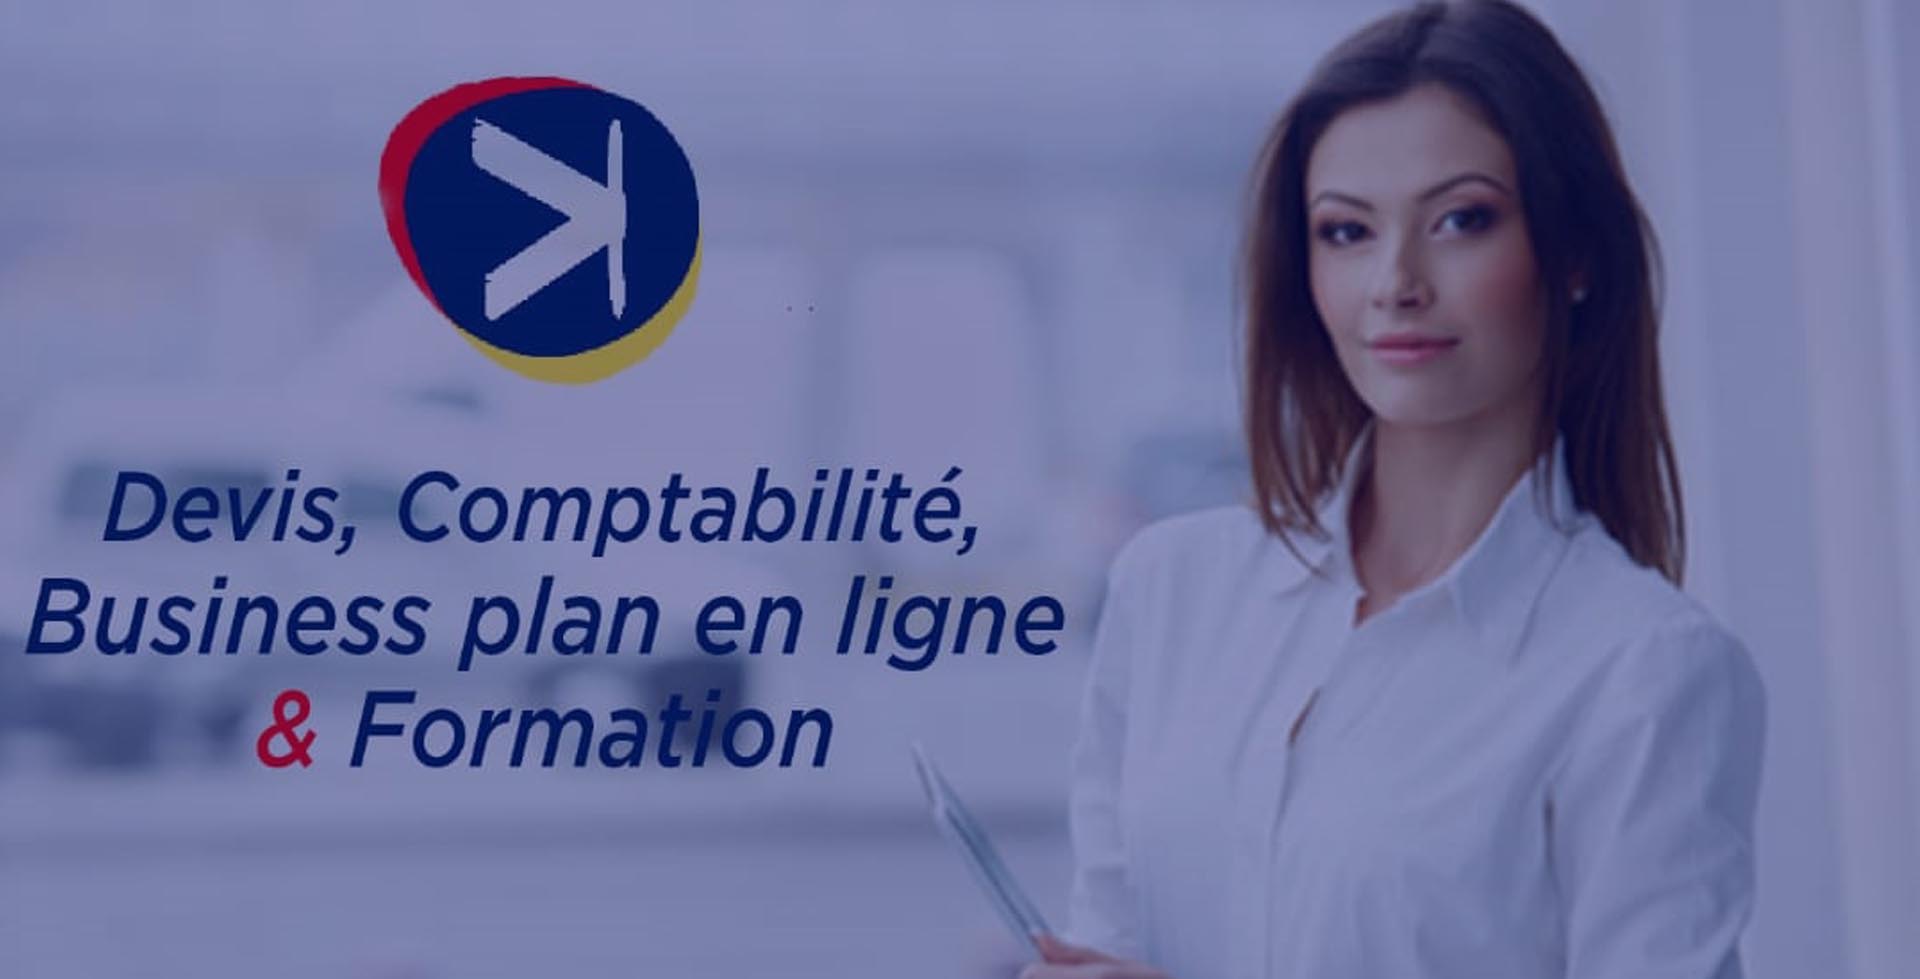 Devis, Comptabilité,
Business plan en ligne
& Formation